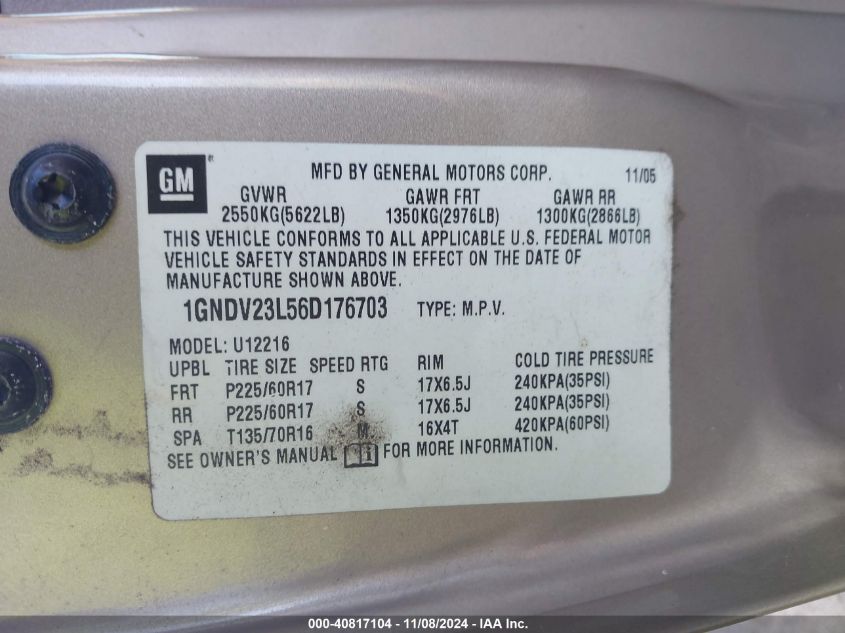 GM
MFD BY GENERAL MOTORS CORP. 11/05
GVWR GAWR FRT GAWR RR
2550KG(5622LB) 1350KG(2976LB) 1300KG(2866LB)
THIS VEHICLE CONFORMS TO ALL APPLICABLE U.S. FEDERAL MOTOR
VEHICLE SAFETY STANDARDS IN EFFECT ON THE DATE OF
MANUFACTURE SHOWN ABOVE.
1GNDV23L56D176703 TYPE: M.P.V.
MODEL: U12216
UPBL TIRE SIZE SPEED RTG RIM COLD TIRE PRESSURE
FRT P225/60R17 S 17X6.5J 240KPA(35PSI)
RR P225/60R17 S 17X6.5J 240KPA(35PSI)
SPA T135/70R16 M 16X4T 420KPA(60PSI)
SEE OWNER'S MANUAL FOR MORE INFORMATION.
000-40817104 - 11/08/2024 - IAA Inc.